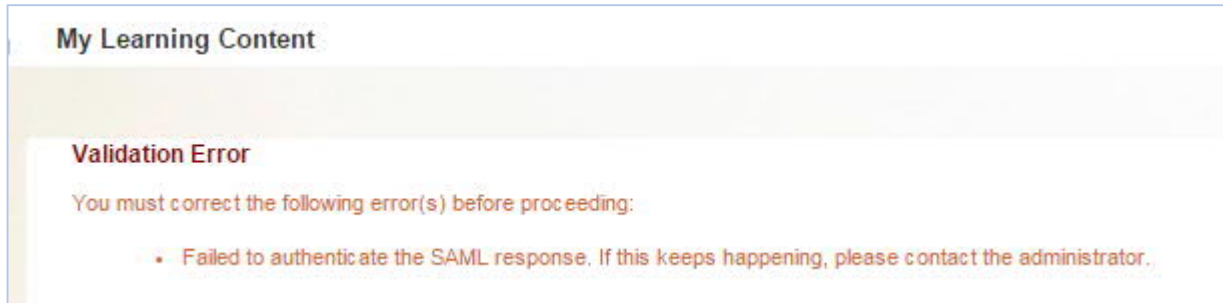 My Learning Content
Validation Error
You must correct the following error(s) before proceeding:
• Failed to authenticate the SAML response. If this keeps happening, please contact the administrator.